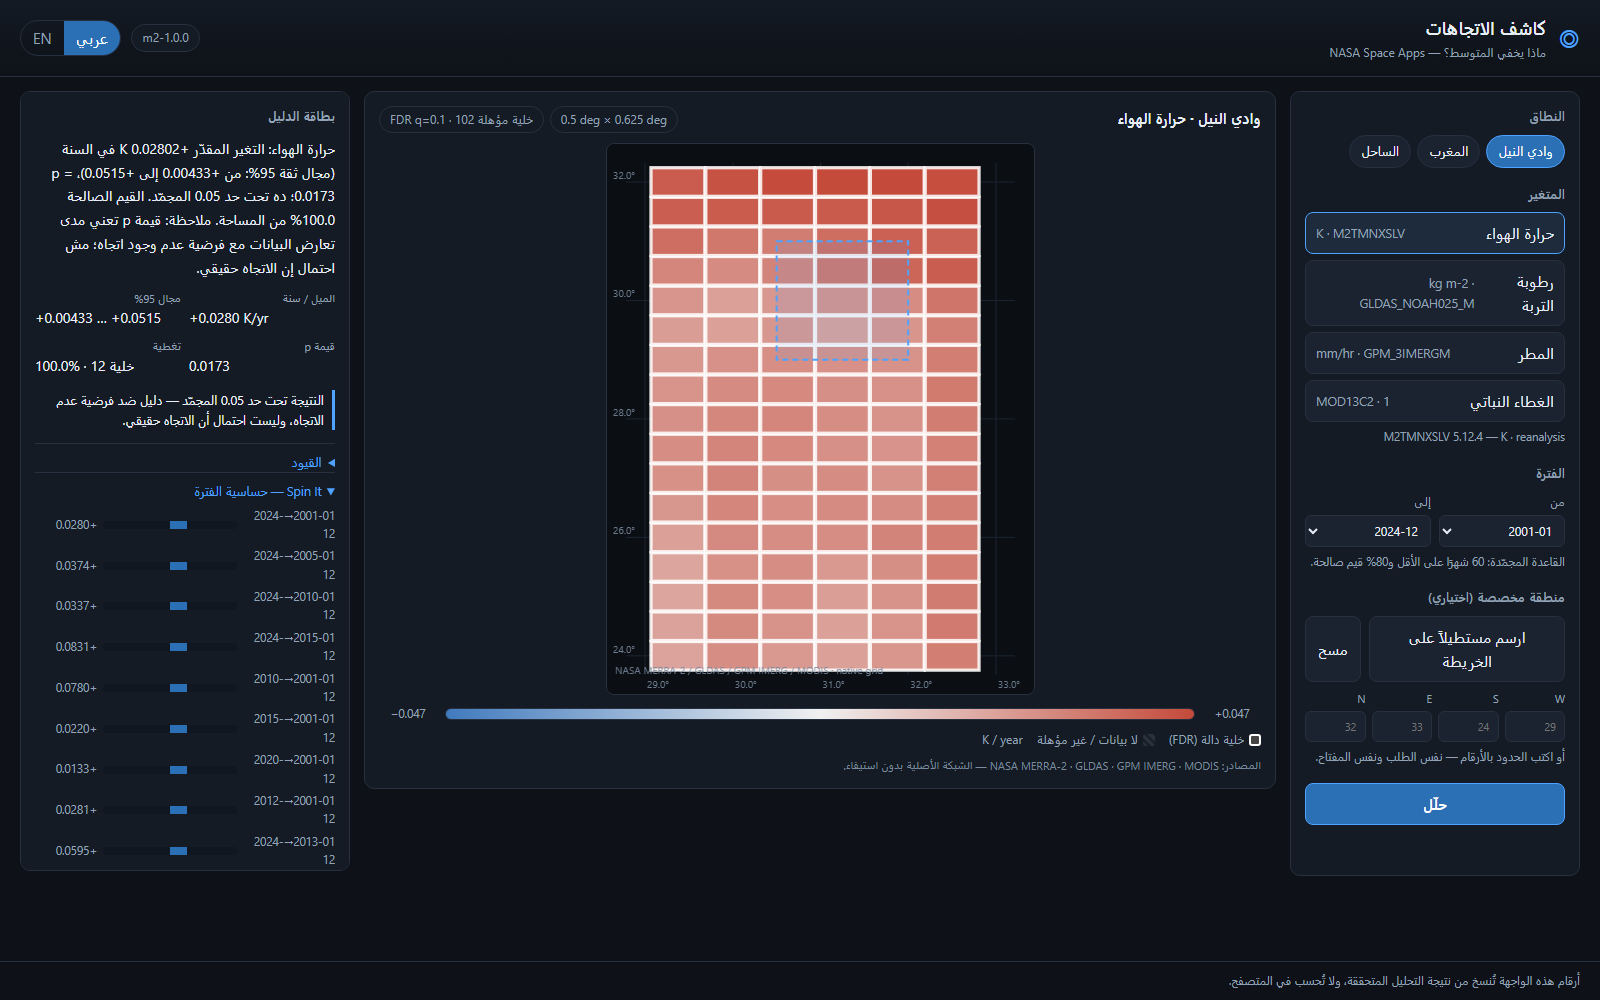 كاشف الاتجاهات
ماذا يخفي المتوسط؟ — NASA Space Apps
m2-1.0.0
عربي
EN
النطاق
وادي النيل
المغرب
الساحل
المتغير
حرارة الهواء
K · M2TMNXSLV
رطوبة التربة
kg m-2 · GLDAS_NOAH025_M
المطر
mm/hr · GPM_3IMERGM
الغطاء النباتي
MOD13C2 · 1
M2TMNXSLV 5.12.4 — K · reanalysis
الفترة
من
إلى
2001-01
2024-12
القاعدة المجمّدة: 60 شهرًا على الأقل و80% قيم صالحة.
منطقة مخصصة (اختياري)
ارسم مستطيلًا على الخريطة
مسح
W
S
E
N
29
24
33
32
أو اكتب الحدود بالأرقام — نفس الطلب ونفس المفتاح.
حلّل
وادي النيل - حرارة الهواء
0.5 deg × 0.625 deg
FDR q=0.1 · 102 خلية مؤهلة
32.0°
30.0°
28.0°
26.0°
24.0°
NASA MERRA-2 / GLDAS / GPM IMERG / MODIS · native grid
29.0°
30.0°
31.0°
32.0°
33.0°
−0.047
+0.047
خلية دالة (FDR)
لا بيانات / غير مؤهلة
K / year
المصادر: NASA MERRA-2 · GLDAS · GPM IMERG · MODIS — الشبكة الأصلية بدون استيفاء.
بطاقة الدليل
حرارة الهواء: التغير المقدّر +0.02802 K في السنة
(مجال ثقة 95%: من +0.00433 إلى +0.0515)، p =
0.0173؛ ده تحت حد 0.05 المجمّد. القيم الصالحة
100.0% من المساحة. ملاحظة: قيمة p تعني مدى
تعارض البيانات مع فرضية عدم وجود اتجاه؛ مش
احتمال إن الاتجاه حقيقي.
الميل / سنة
+0.0280 K/yr
مجال 95%
+0.00433 … +0.0515
قيمة p
0.0173
تغطية
100.0% · 12 خلية
النتيجة تحت حد 0.05 المجمّد — دليل ضد فرضية عدم
الاتجاه، وليست احتمال أن الاتجاه حقيقي.
◀ القيود
▼ Spin It — حساسية الفترة
2001-01→2024-12
+0.0280
2005-01→2024-12
+0.0374
2010-01→2024-12
+0.0337
2015-01→2024-12
+0.0831
2001-01→2010-12
+0.0780
2001-01→2015-12
+0.0220
2001-01→2020-12
+0.0133
2001-01→2012-12
+0.0281
2013-01→2024-12
+0.0595
أرقام هذه الواجهة تُنسخ من نتيجة التحليل المتحققة، ولا تُحسب في المتصفح.